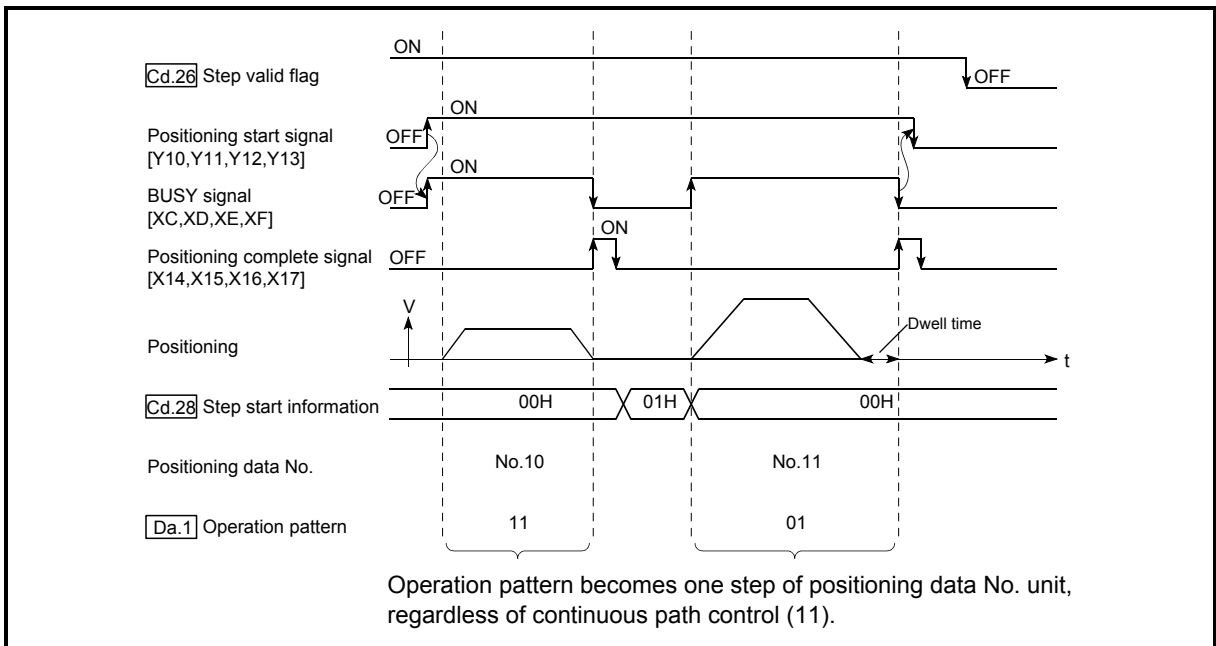 ON
Cd.26 Step valid flag
OFF
ON
Positioning start signal
[Y10,Y11,Y12,Y13]
OFF
ON
BUSY signal
[XC,XD,XE,XF]
OFF
ON
Positioning complete signal
[X14,X15,X16,X17]
OFF
V
Dwell time
Positioning
t
Cd.28 Step start information
00H
01H
00H
Positioning data No.
No.10
No.11
Da.1 Operation pattern
11
01
Operation pattern becomes one step of positioning data No. unit,
regardless of continuous path control (11).